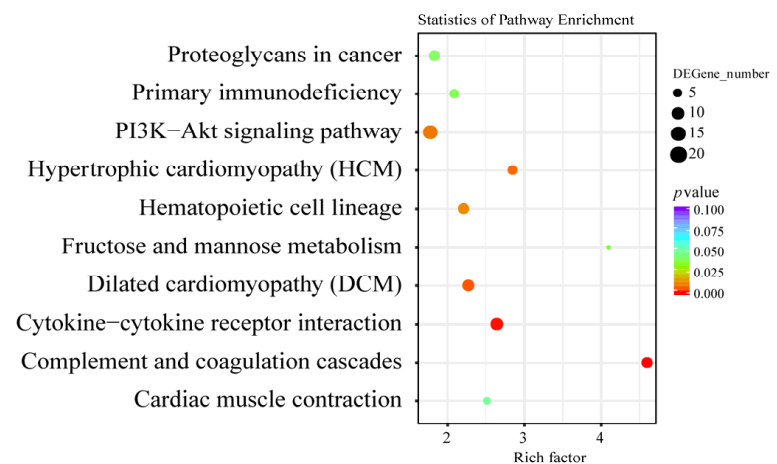 Statistics of Pathway Enrichment
Proteoglycans in cancer
Primary immunodeficiency
PI3K−Akt signaling pathway
Hypertrophic cardiomyopathy (HCM)
Hematopoietic cell lineage
Fructose and mannose metabolism
Dilated cardiomyopathy (DCM)
Cytokine−cytokine receptor interaction
Complement and coagulation cascades
Cardiac muscle contraction
2 3 4
Rich factor
DEGene_number
5
10
15
20
pvalue
0.100
0.075
0.050
0.025
0.000